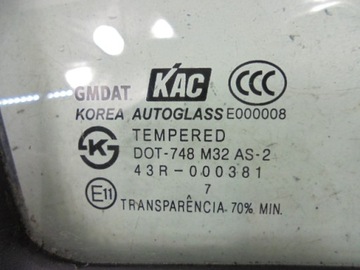 GMDAT KAC CCC
KOREA AUTOGLASS E000008
TEMPERED
DOT-748 M32 AS-2
43R-000381
7
E11 TRANSPARÊNCIA-70% MIN.